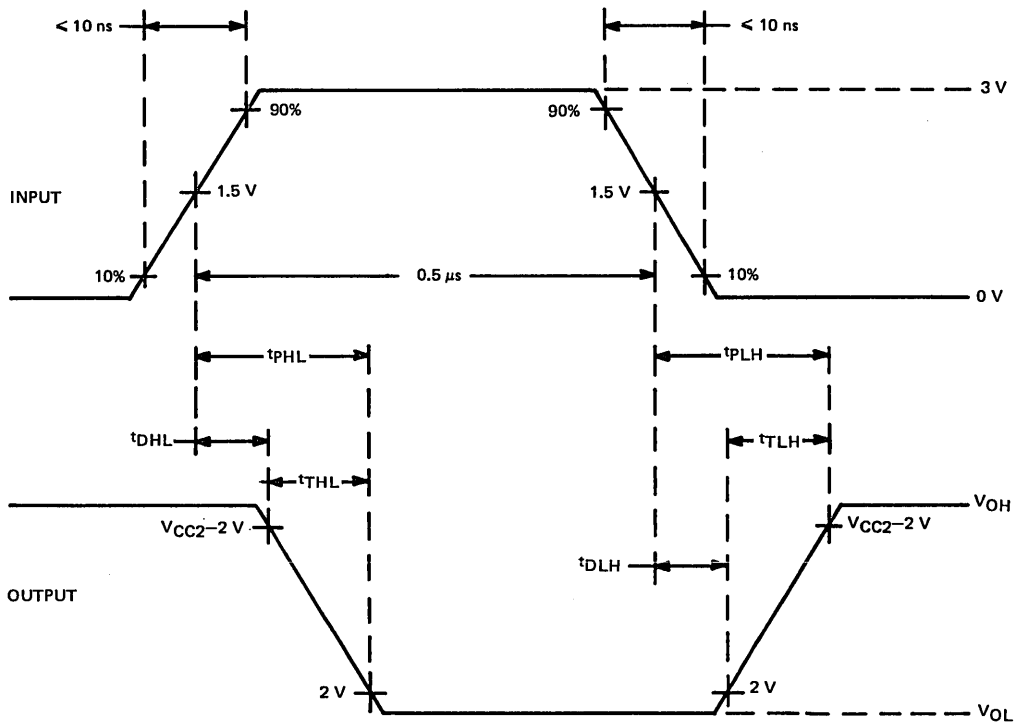 < 10 ns
< 10 ns
3 V
90%
90%
INPUT
1.5 V
1.5 V
10%
0.5 μs
10%
0 V
tPHL
tPLH
tDHL
tTLH
tTHL
VOH
VCC2−2 V
VCC2−2 V
tDLH
OUTPUT
2 V
2 V
VOL